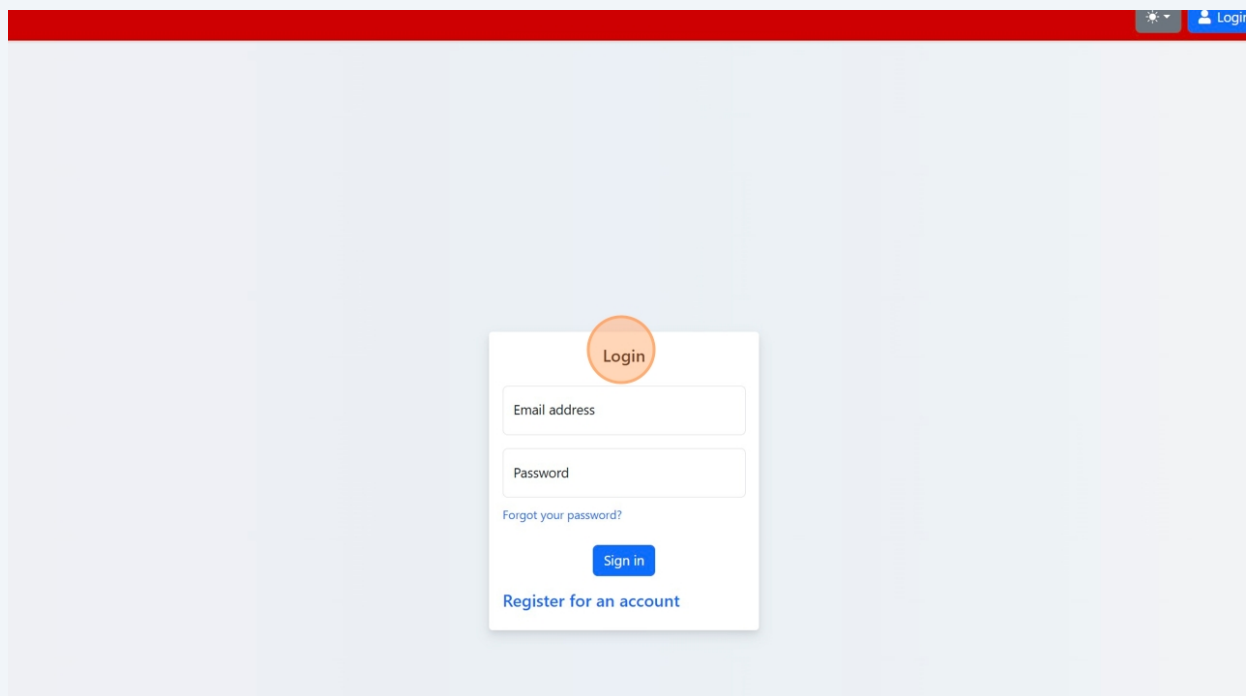 Login
Login
Email address
Password
Forgot your password?
Sign in
Register for an account